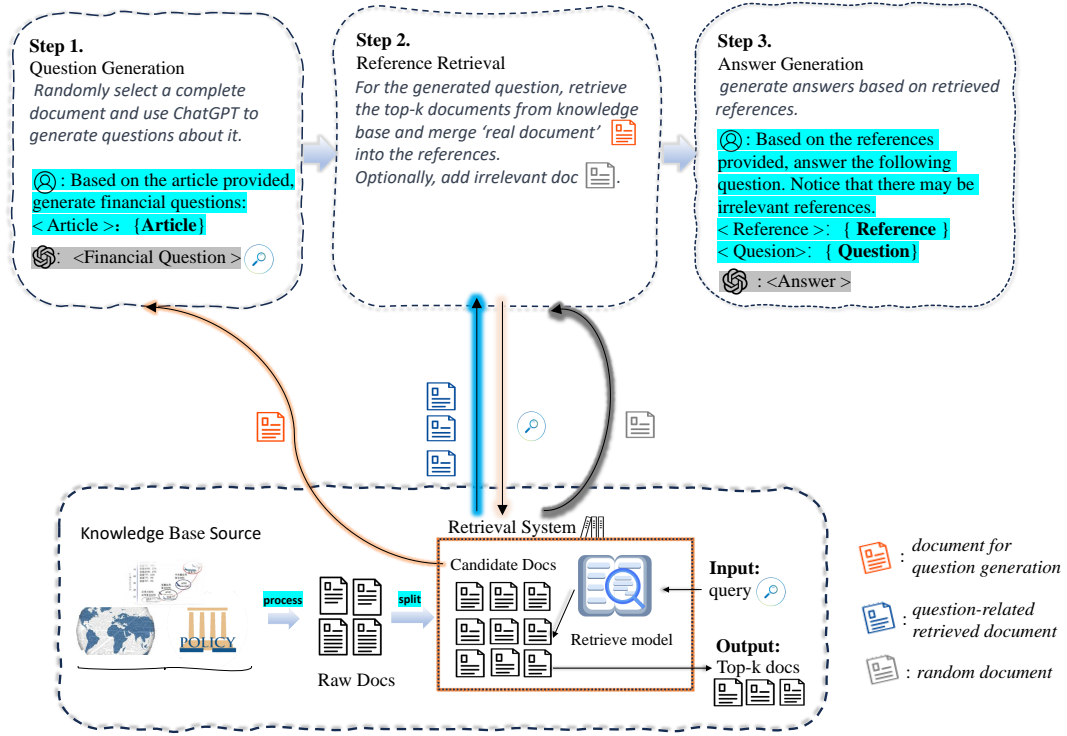 Step 1.
Question Generation
Randomly select a complete
document and use ChatGPT to
generate questions about it.
: Based on the article provided,
generate financial questions:
< Article >: {Article}
: <Financial Question >
Step 2.
Reference Retrieval
For the generated question, retrieve
the top-k documents from knowledge
base and merge ‘real document’
into the references.
Optionally, add irrelevant doc .
Step 3.
Answer Generation
generate answers based on retrieved
references.
: Based on the references
provided, answer the following
question. Notice that there may be
irrelevant references.
< Reference >: { Reference }
< Quesion>: { Question}
: <Answer >
Knowledge Base Source
POLICY
process
Raw Docs
split
Retrieval System
Candidate Docs
Retrieve model
Input:
query
Output:
Top-k docs
: document for
question generation
: question-related
retrieved document
: random document